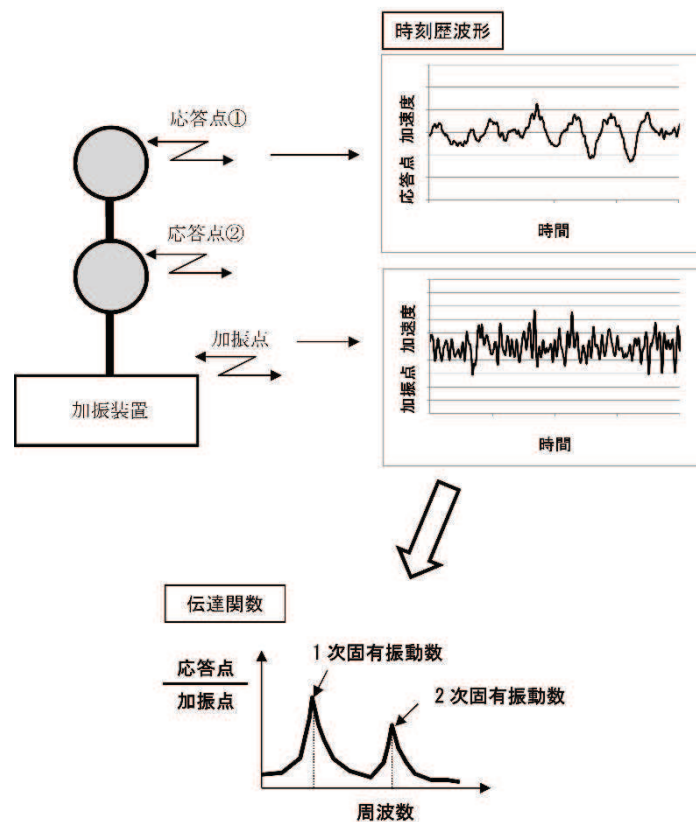 時刻歴波形
応答点①
応答点 加速度
時間
応答点②
加振点
加振装置
加振点 加速度
時間
伝達関数
応答点
加振点
1次固有振動数
2次固有振動数
周波数